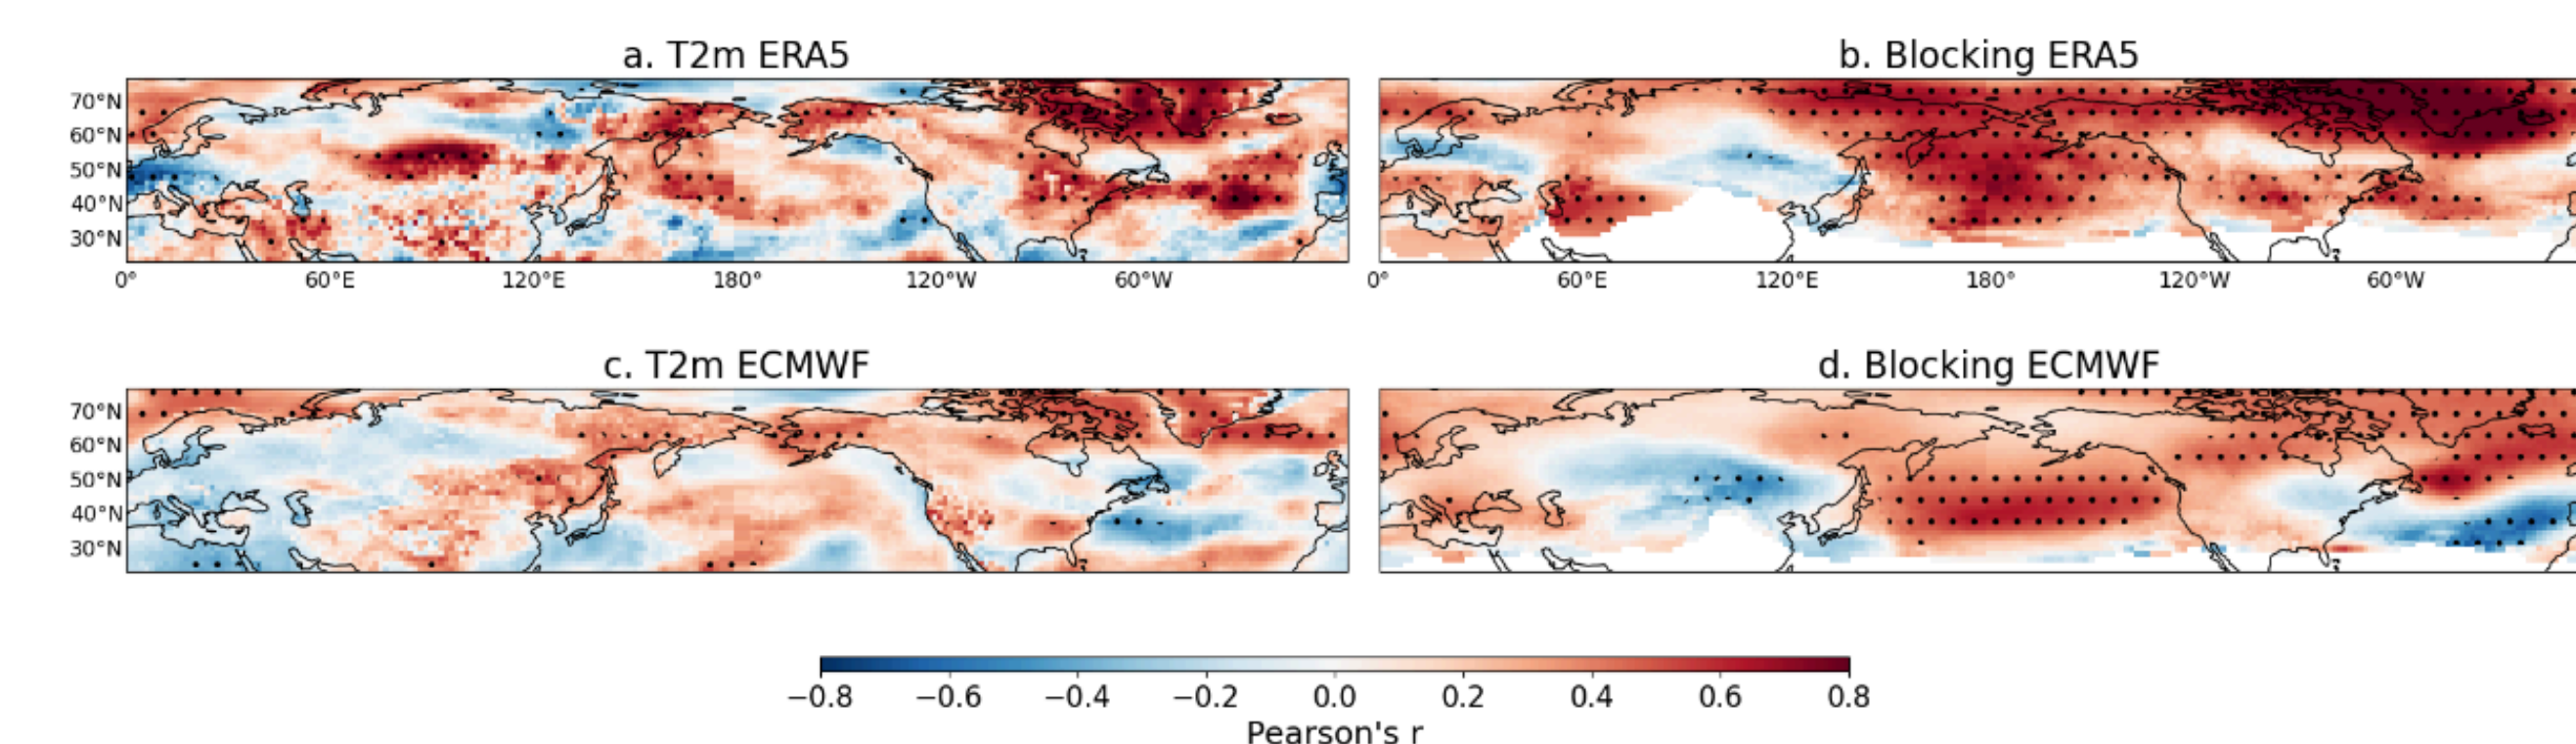 a. T2m ERA5
b. Blocking ERA5
70°N
60°N
50°N
40°N
30°N
0° 60°E 120°E 180° 120°W 60°W
0° 60°E 120°E 180° 120°W 60°W
c. T2m ECMWF
d. Blocking ECMWF
70°N
60°N
50°N
40°N
30°N
−0.8 −0.6 −0.4 −0.2 0.0 0.2 0.4 0.6 0.8
Pearson's r